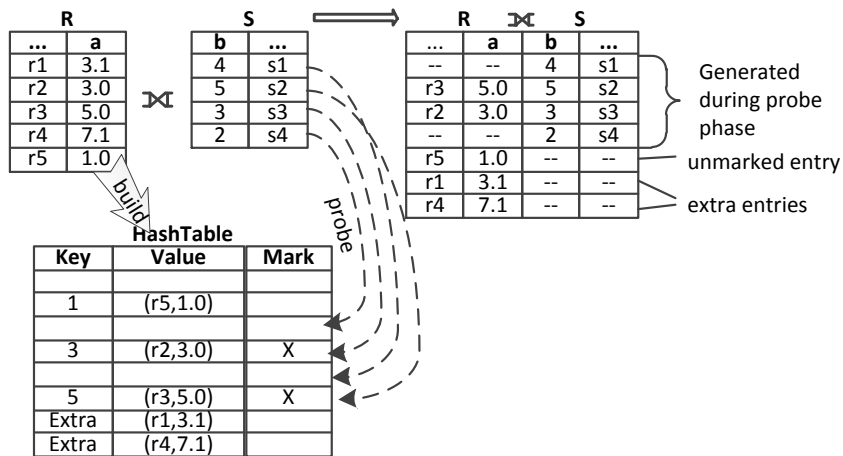 R S R S
... a b ... ... a b ...
r1 3.1 4 s1 -- -- 4 s1
r2 3.0 5 s2 r3 5.0 5 s2
r3 5.0 3 s3 r2 3.0 3 s3
r4 7.1 2 s4 -- -- 2 s4
r5 1.0 r5 1.0 -- --
r1 3.1 -- --
r4 7.1 -- --
Generated
during probe
phase
unmarked entry
extra entries
build
probe
HashTable
Key Value Mark
1 (r5,1.0)
3 (r2,3.0) X
5 (r3,5.0) X
Extra (r1,3.1)
Extra (r4,7.1)